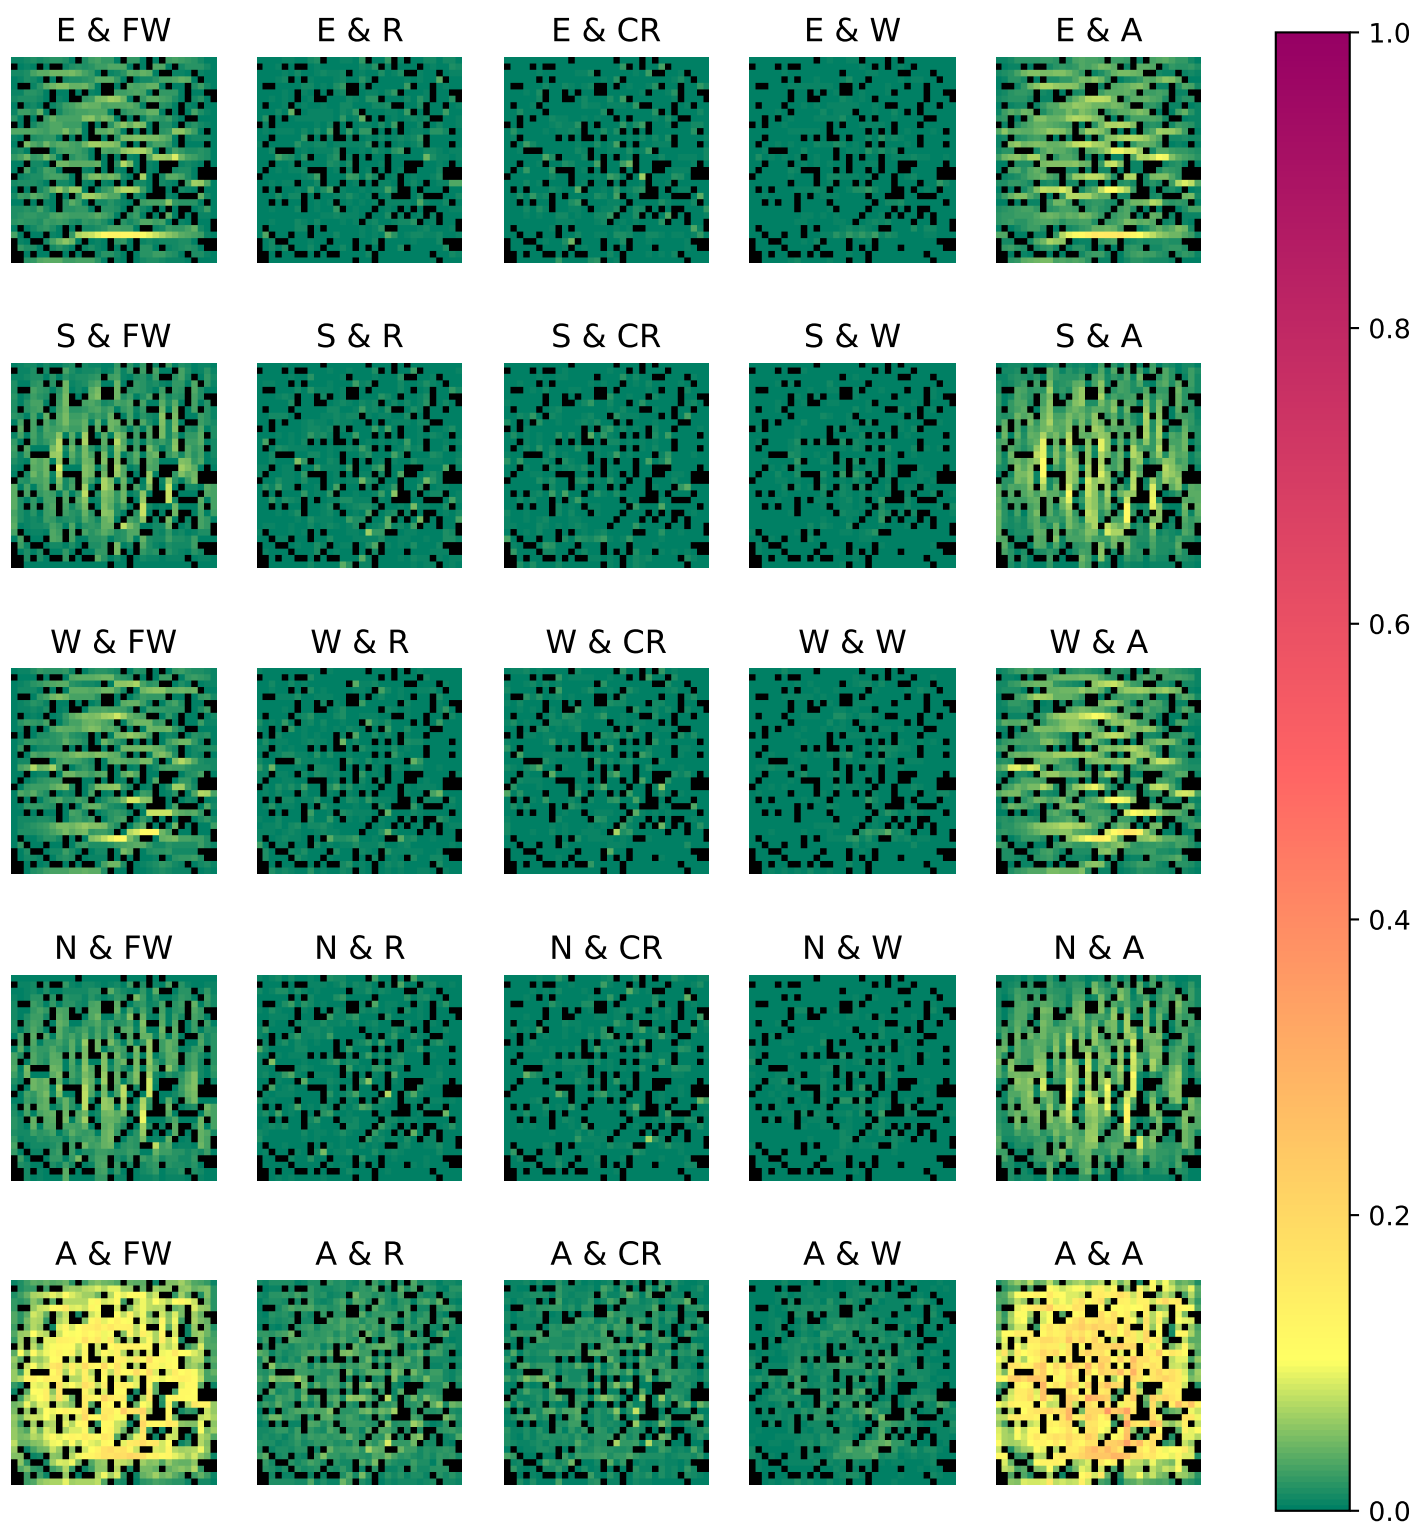 E & FW E & R E & CR E & W E & A
S & FW S & R S & CR S & W S & A
W & FW W & R W & CR W & W W & A
N & FW N & R N & CR N & W N & A
A & FW A & R A & CR A & W A & A
1.0
0.8
0.6
0.4
0.2
0.0